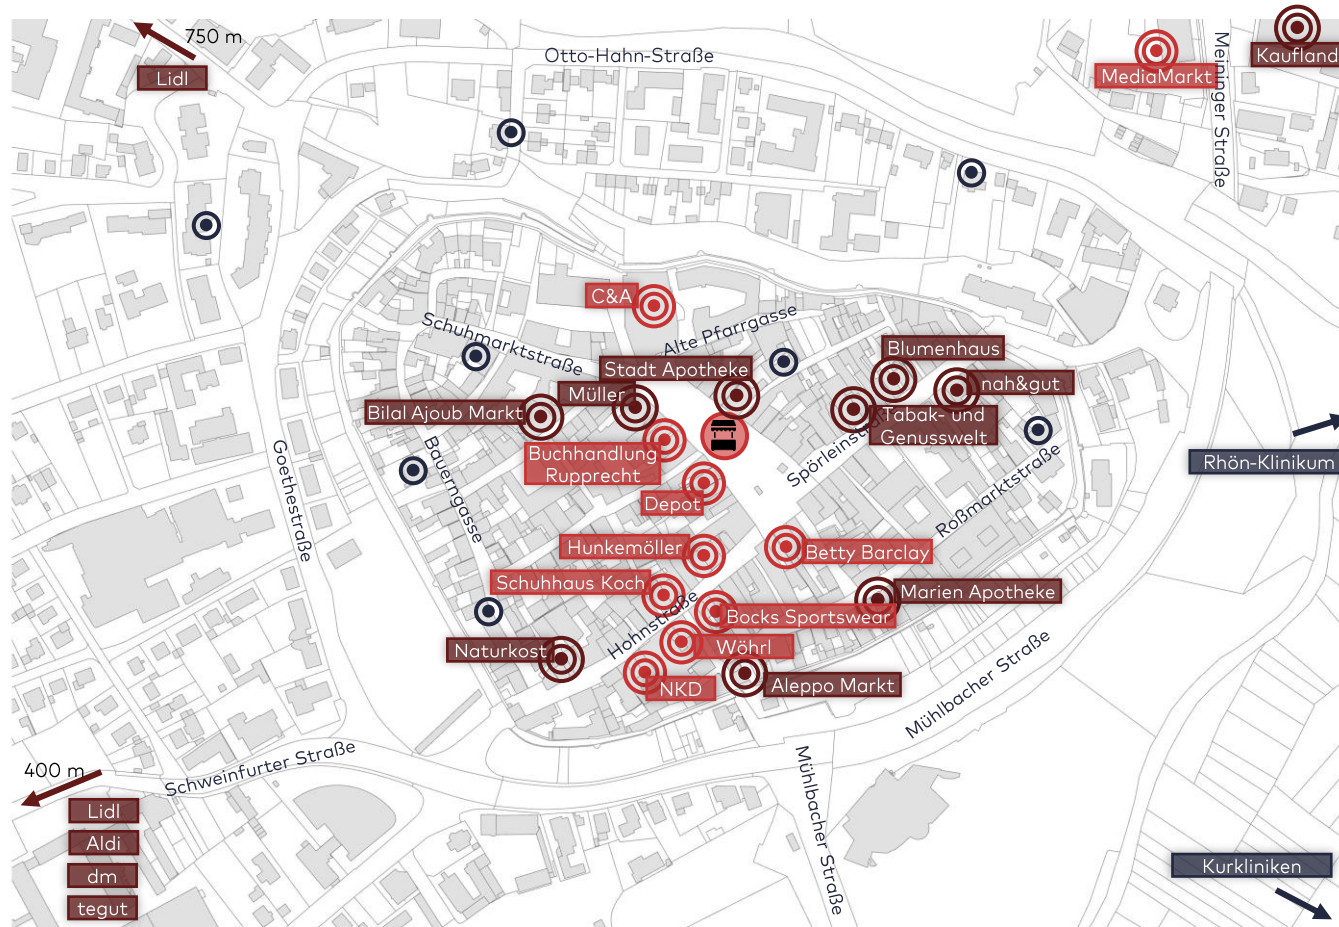 750 m
Lidl
Otto-Hahn-Straße
MediaMarkt
Kaufland
Meininger Straße
C&A
Schuhmarktstraße
Alte Pfarrgasse
Stadt Apotheke
Blumenhaus
Müller
nah&gut
Bilal Ajoub Markt
Tabak- und
Genusswelt
Buchhandlung
Rupprecht
Spörleinstraße
Roßmarktstraße
Rhön-Klinikum
Goethestraße
Bauerngasse
Depot
Hunkemöller
Betty Barclay
Schuhhaus Koch
Marien Apotheke
Hohnstraße
Bocks Sportswear
Naturkost
Wöhrl
NKD
Aleppo Markt
Mühlbacher Straße
Schweinfurter Straße
400 m
Lidl
Aldi
dm
tegut
Mühlbacher Straße
Kurkliniken